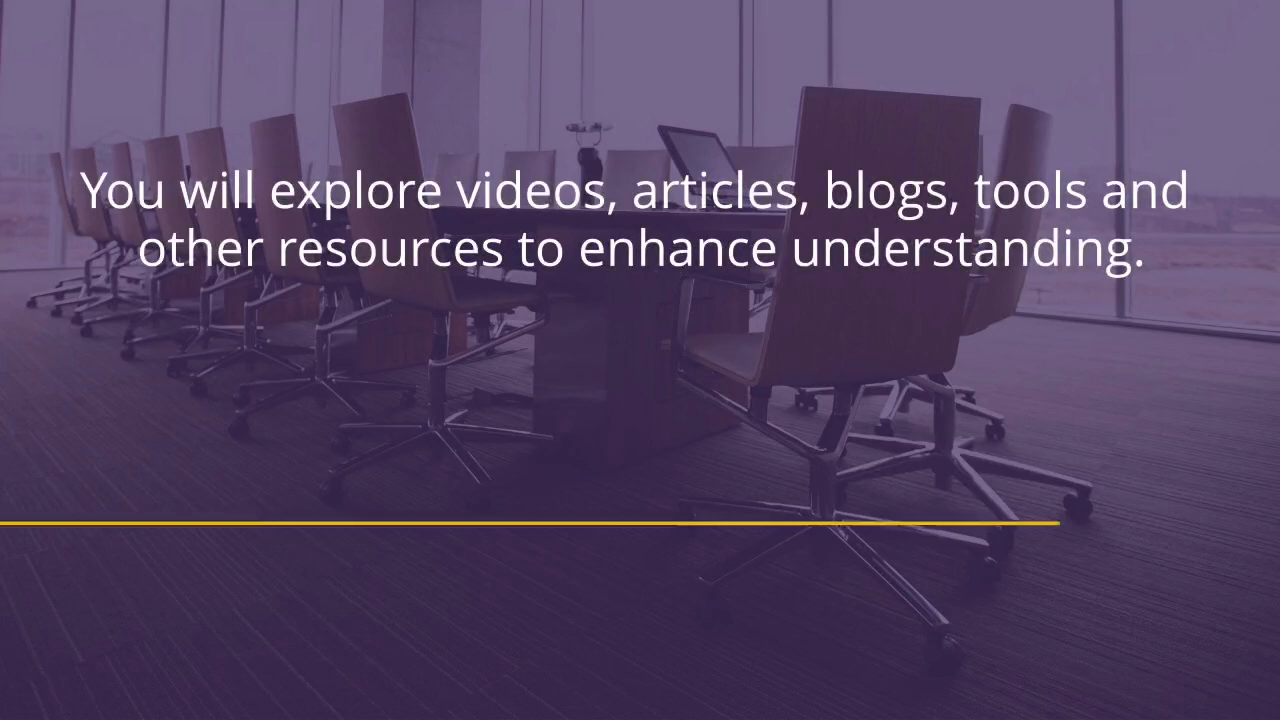 You will explore videos, articles, blogs, tools and
other resources to enhance understanding.